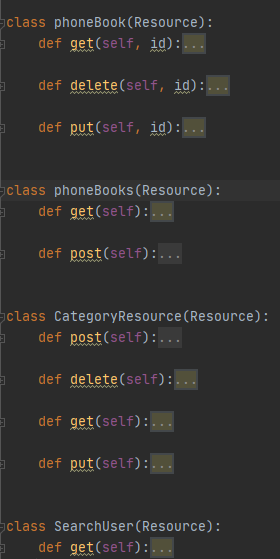 class phoneBook(Resource):
def get(self, id):...
def delete(self, id):...
def put(self, id):...
class phoneBooks(Resource):
def get(self):...
def post(self):...
class CategoryResource(Resource):
def post(self):...
def delete(self):...
def get(self):...
def put(self):...
class SearchUser(Resource):
def get(self):...